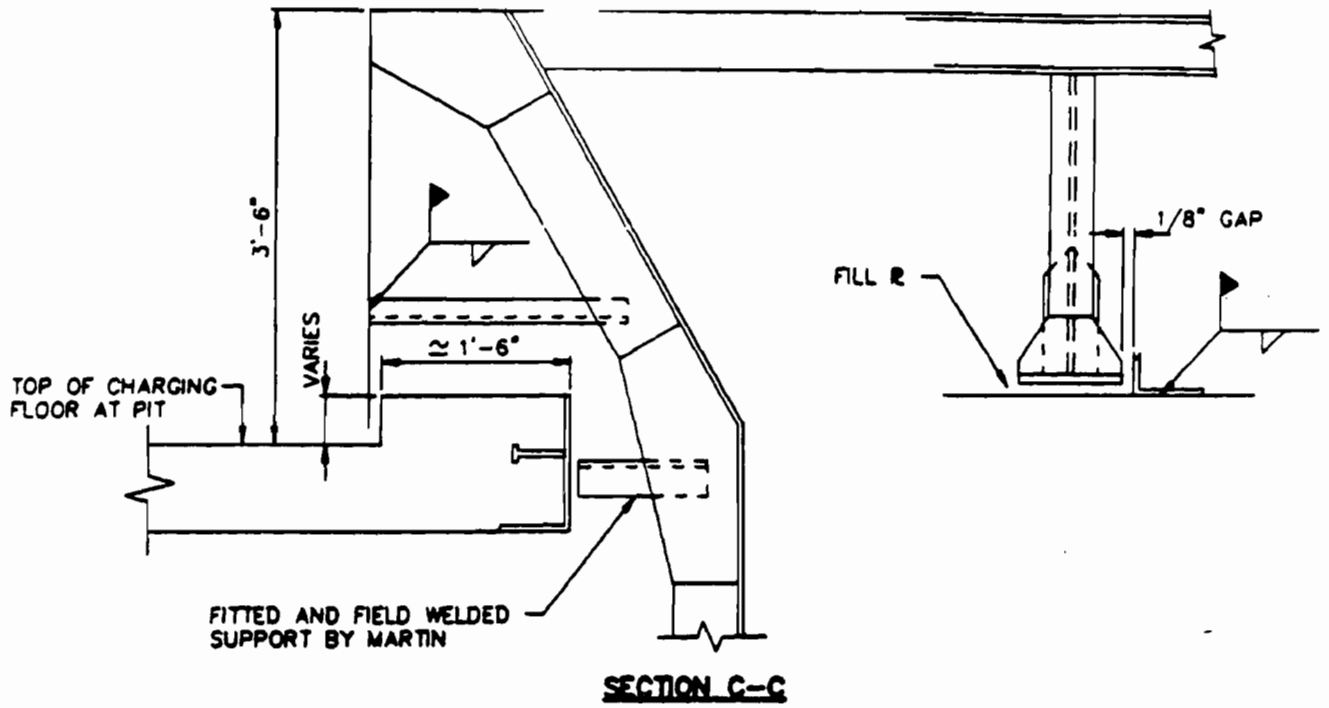 3'-6"
1/8" GAP
FILL ⅊
VARIES
≃ 1'-6"
TOP OF CHARGING
FLOOR AT PIT
FITTED AND FIELD WELDED
SUPPORT BY MARTIN
SECTION C-C